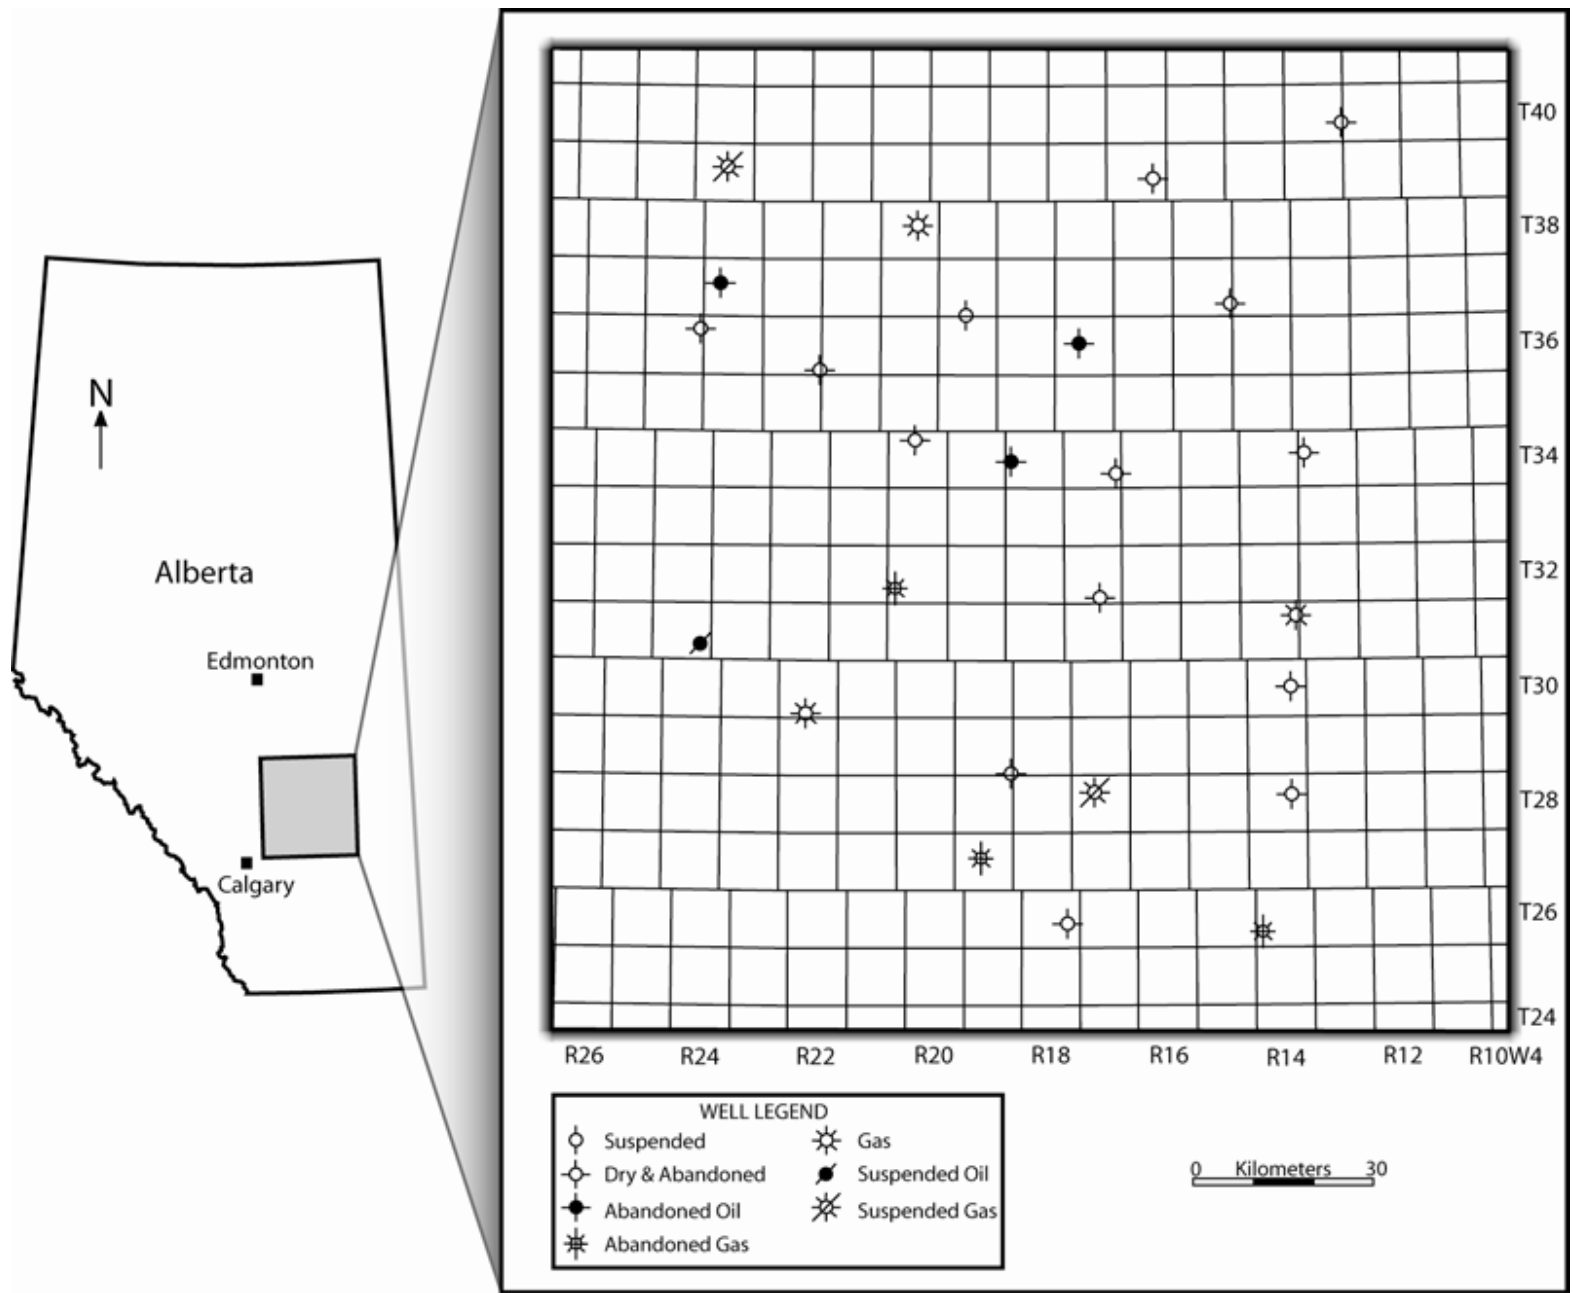 N
Alberta
Edmonton
Calgary
T40
T38
T36
T34
T32
T30
T28
T26
T24
R26 R24 R22 R20 R18 R16 R14 R12 R10W4
WELL LEGEND
Suspended
Dry & Abandoned
Abandoned Oil
Abandoned Gas
Gas
Suspended Oil
Suspended Gas
0 Kilometers 30